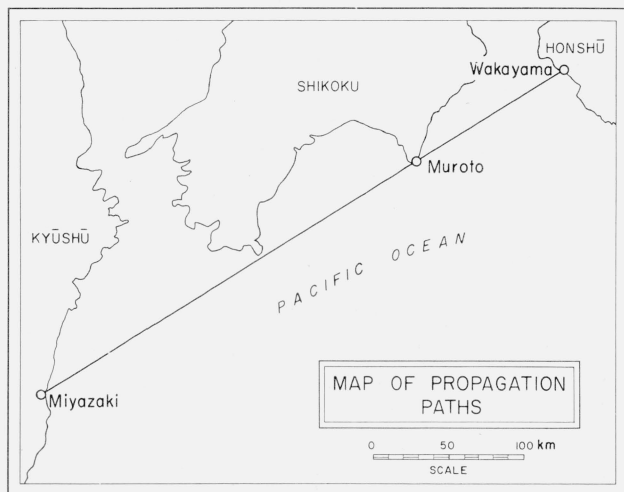 HONSHŪ
Wakayama
SHIKOKU
Muroto
KYŪSHŪ
PACIFIC OCEAN
Miyazaki
MAP OF PROPAGATION
PATHS
0 50 100 km
SCALE